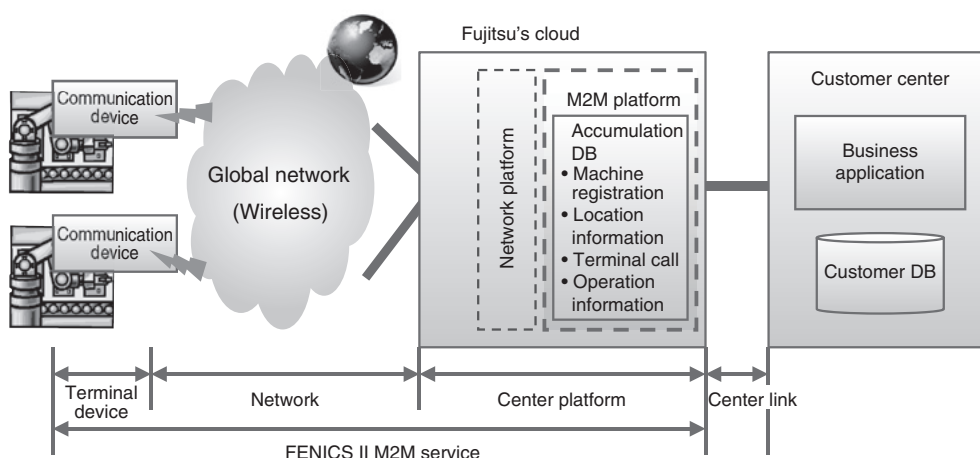 Fujitsu's cloud
Communication
device
Communication
device
Global network
(Wireless)
Network platform
M2M platform
Accumulation
DB
• Machine
registration
• Location
information
• Terminal call
• Operation
information
Customer center
Business
application
Customer DB
Terminal
device
Network
Center platform
Center link
FENICS II M2M service